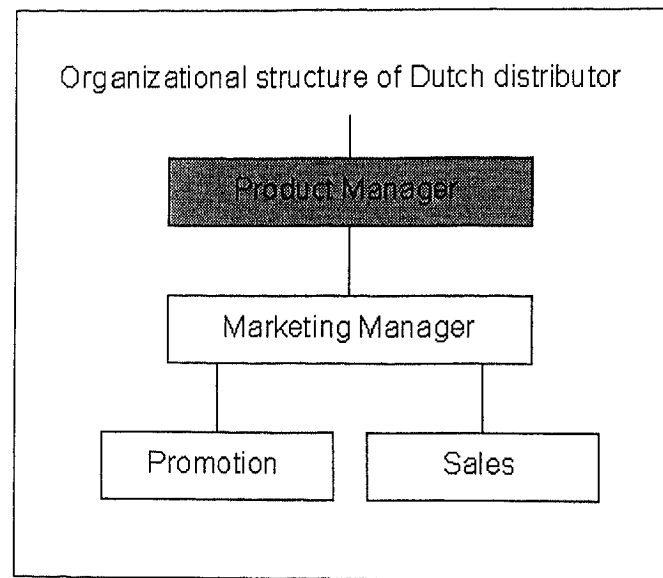 Organizational structure of Dutch distributor
Product Manager
Marketing Manager
Promotion
Sales